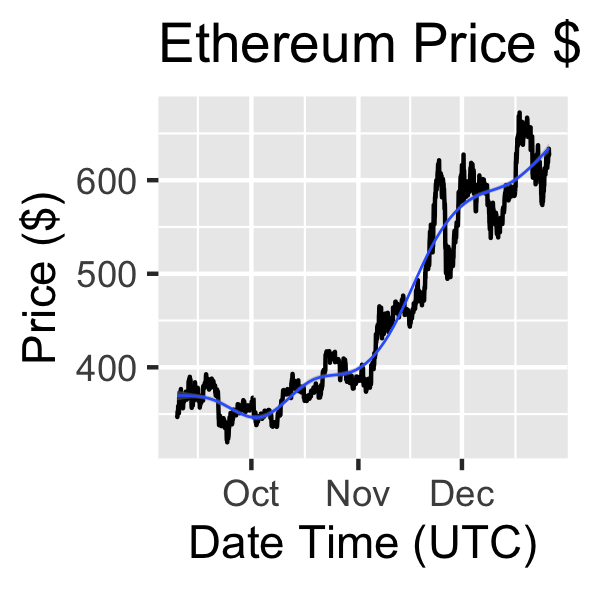 Ethereum Price $
Price ($)
600
500
400
Oct Nov Dec
Date Time (UTC)